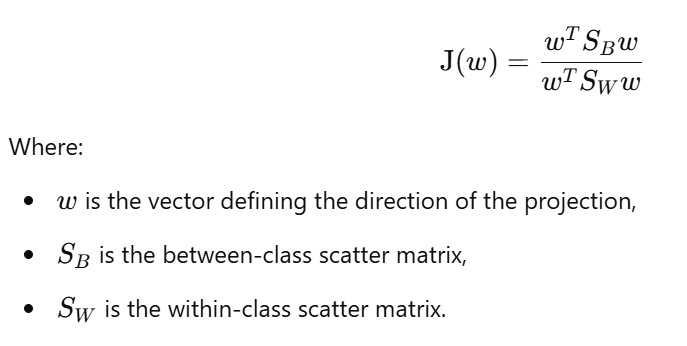 J(w) = \frac{w^T S_B w}{w^T S_W w}
Where:
• w is the vector defining the direction of the projection,
• S_B is the between-class scatter matrix,
• S_W is the within-class scatter matrix.